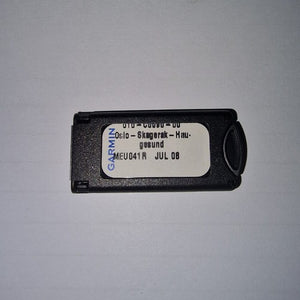 GARMIN
Oslo-Skagerak-Hau-
gesund
MEU041R JUL 08